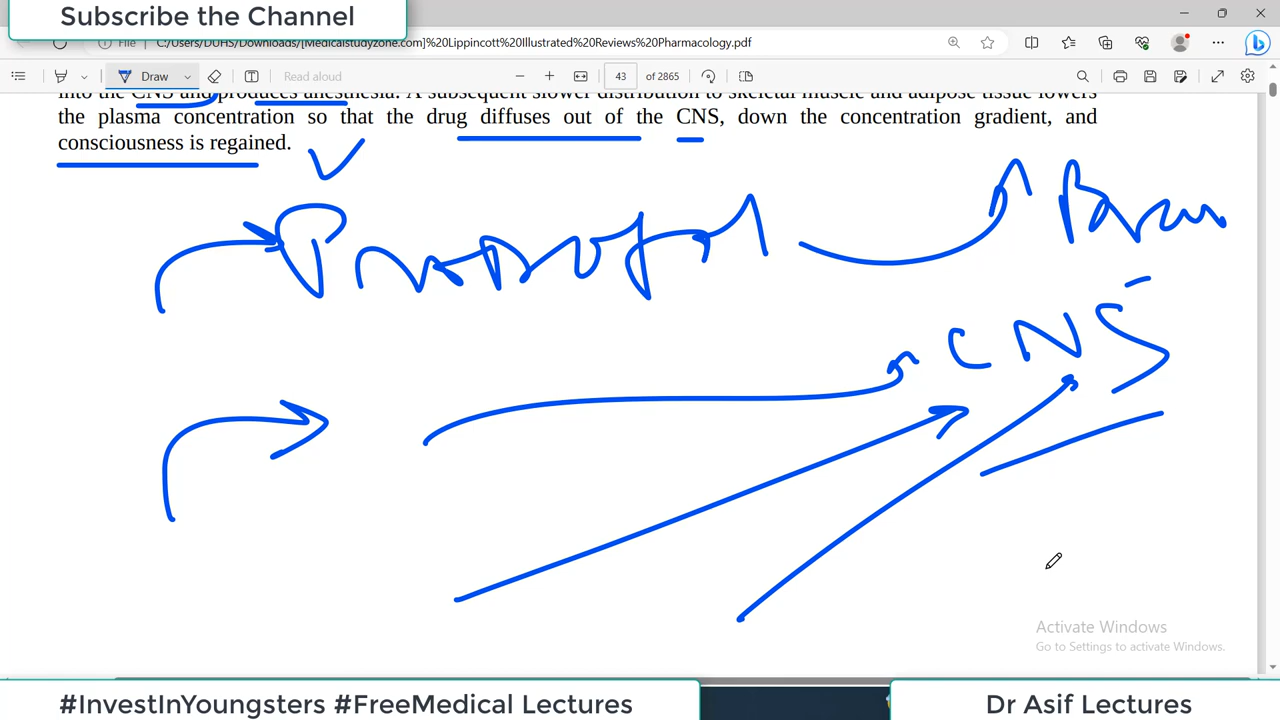 Subscribe the Channel
File
C:/Users/DUHS/Downloads/[Medicalstudyzone.com]%20Lippincott%20Illustrated%20Reviews%20Pharmacology.pdf
Draw
Read aloud
43
of 2865
into the CNS and produces anesthesia. A subsequent slower distribution to skeletal muscle and adipose tissue lowers
the plasma concentration so that the drug diffuses out of the CNS, down the concentration gradient, and
consciousness is regained.
Propofol
CNS
Activate Windows
Go to Settings to activate Windows.
#InvestInYoungsters #FreeMedical Lectures
Dr Asif Lectures